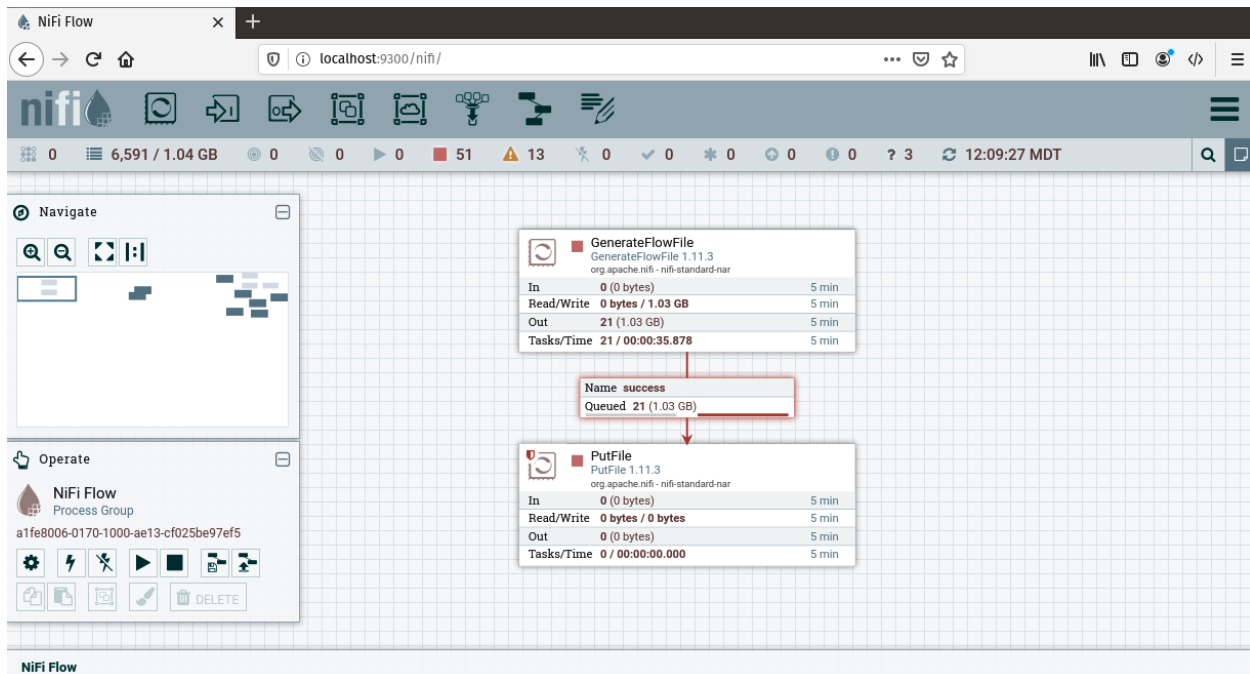 NiFi Flow
localhost:9300/nifi/
nifi
0 6,591 / 1.04 GB 0 0 0 51 13 0 0 0 0 0 ? 3 12:09:27 MDT
Navigate
GenerateFlowFile
GenerateFlowFile 1.11.3
org.apache.nifi - nifi-standard-nar
In 0 (0 bytes) 5 min
Read/Write 0 bytes / 1.03 GB 5 min
Out 21 (1.03 GB) 5 min
Tasks/Time 21 / 00:00:35.878 5 min
Name success
Queued 21 (1.03 GB)
PutFile
PutFile 1.11.3
org.apache.nifi - nifi-standard-nar
In 0 (0 bytes) 5 min
Read/Write 0 bytes / 0 bytes 5 min
Out 0 (0 bytes) 5 min
Tasks/Time 0 / 00:00:00.000 5 min
Operate
NiFi Flow
Process Group
a1fe8006-0170-1000-ae13-cf025be97ef5
DELETE
NiFi Flow